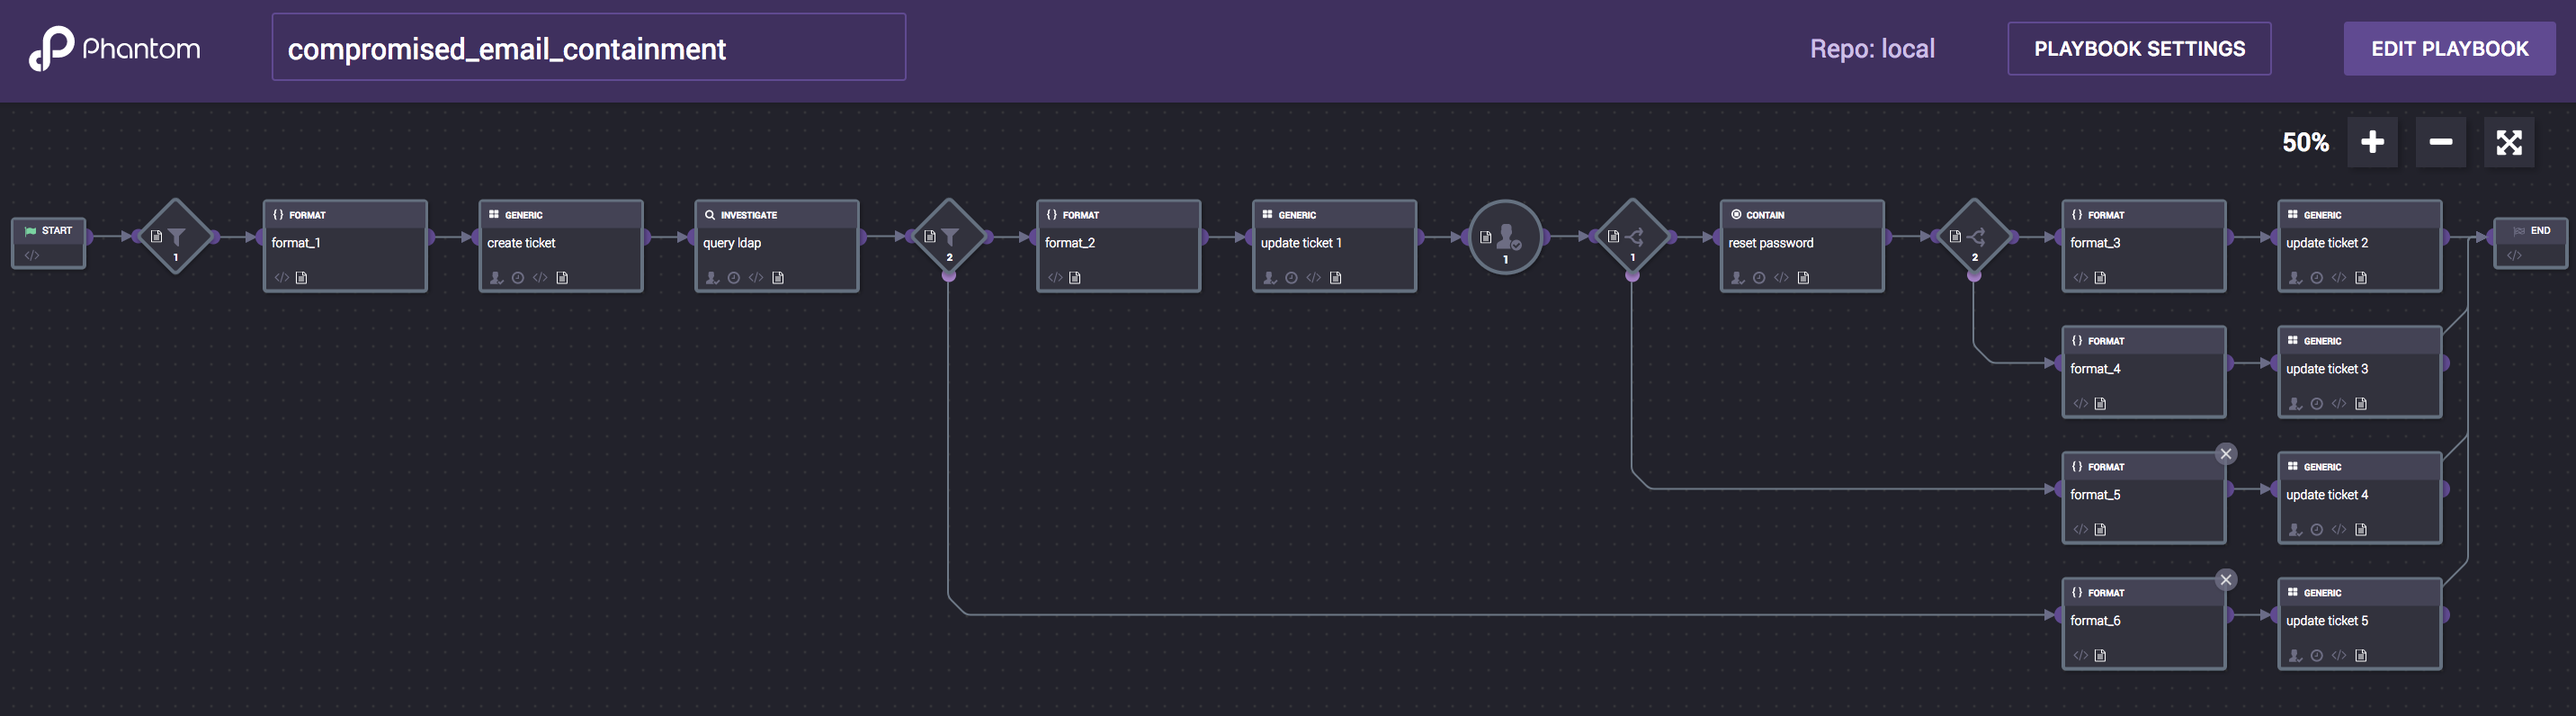 Phantom
compromised_email_containment
Repo: local
PLAYBOOK SETTINGS
EDIT PLAYBOOK
50%
START
1
FORMAT
format_1
GENERIC
create ticket
INVESTIGATE
query ldap
2
FORMAT
format_2
GENERIC
update ticket 1
1
1
CONTAIN
reset password
2
FORMAT
format_3
GENERIC
update ticket 2
END
FORMAT
format_4
GENERIC
update ticket 3
FORMAT
format_5
GENERIC
update ticket 4
FORMAT
format_6
GENERIC
update ticket 5